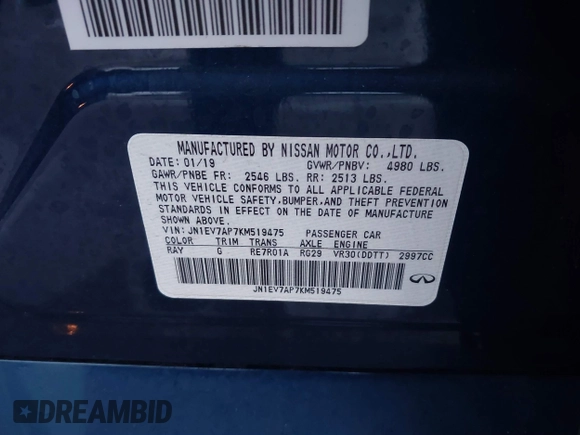 MANUFACTURED BY NISSAN MOTOR CO.,LTD.
DATE: 01/19 GVWR/PNBV: 4980 LBS.
GAWR/PNBE FR: 2546 LBS. RR: 2513 LBS.
THIS VEHICLE CONFORMS TO ALL APPLICABLE FEDERAL
MOTOR VEHICLE SAFETY,BUMPER,AND THEFT PREVENTION
STANDARDS IN EFFECT ON THE DATE OF MANUFACTURE
SHOWN ABOVE.
VIN: JN1EV7AP7KM519475 PASSENGER CAR
COLOR TRIM TRANS AXLE ENGINE
RAY G RE7R01A RG29 VR30(DDTT) 2997CC
JN1EV7AP7KM519475
DREAMBID